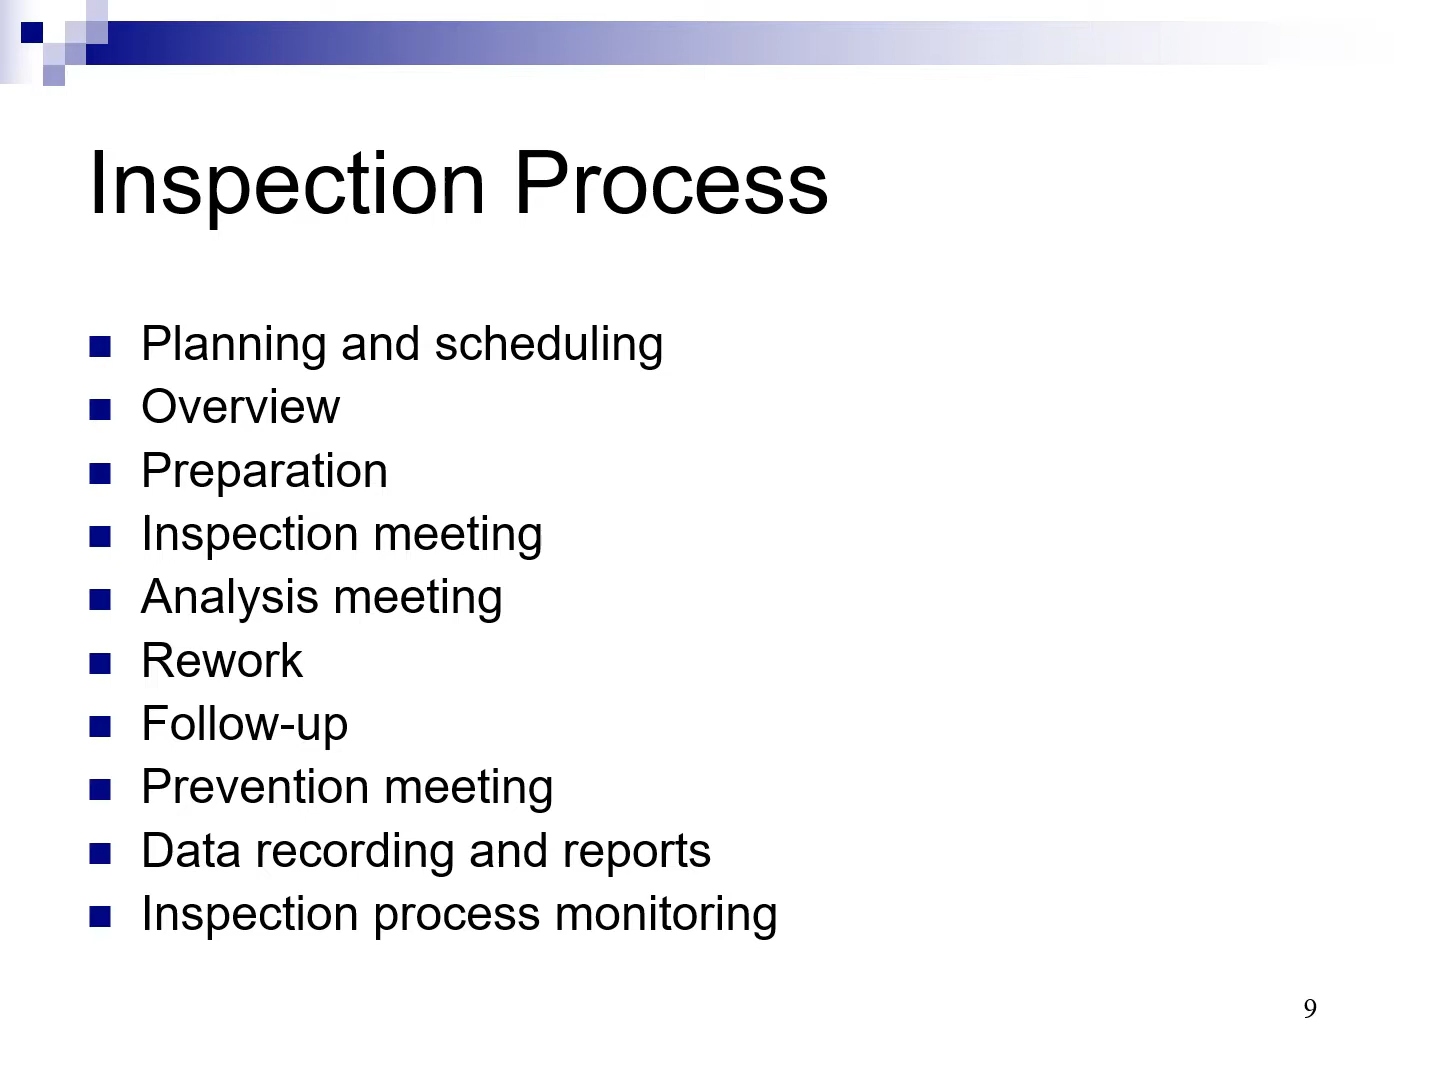 Inspection Process
Planning and scheduling
Overview
Preparation
Inspection meeting
Analysis meeting
Rework
Follow-up
Prevention meeting
Data recording and reports
Inspection process monitoring
9